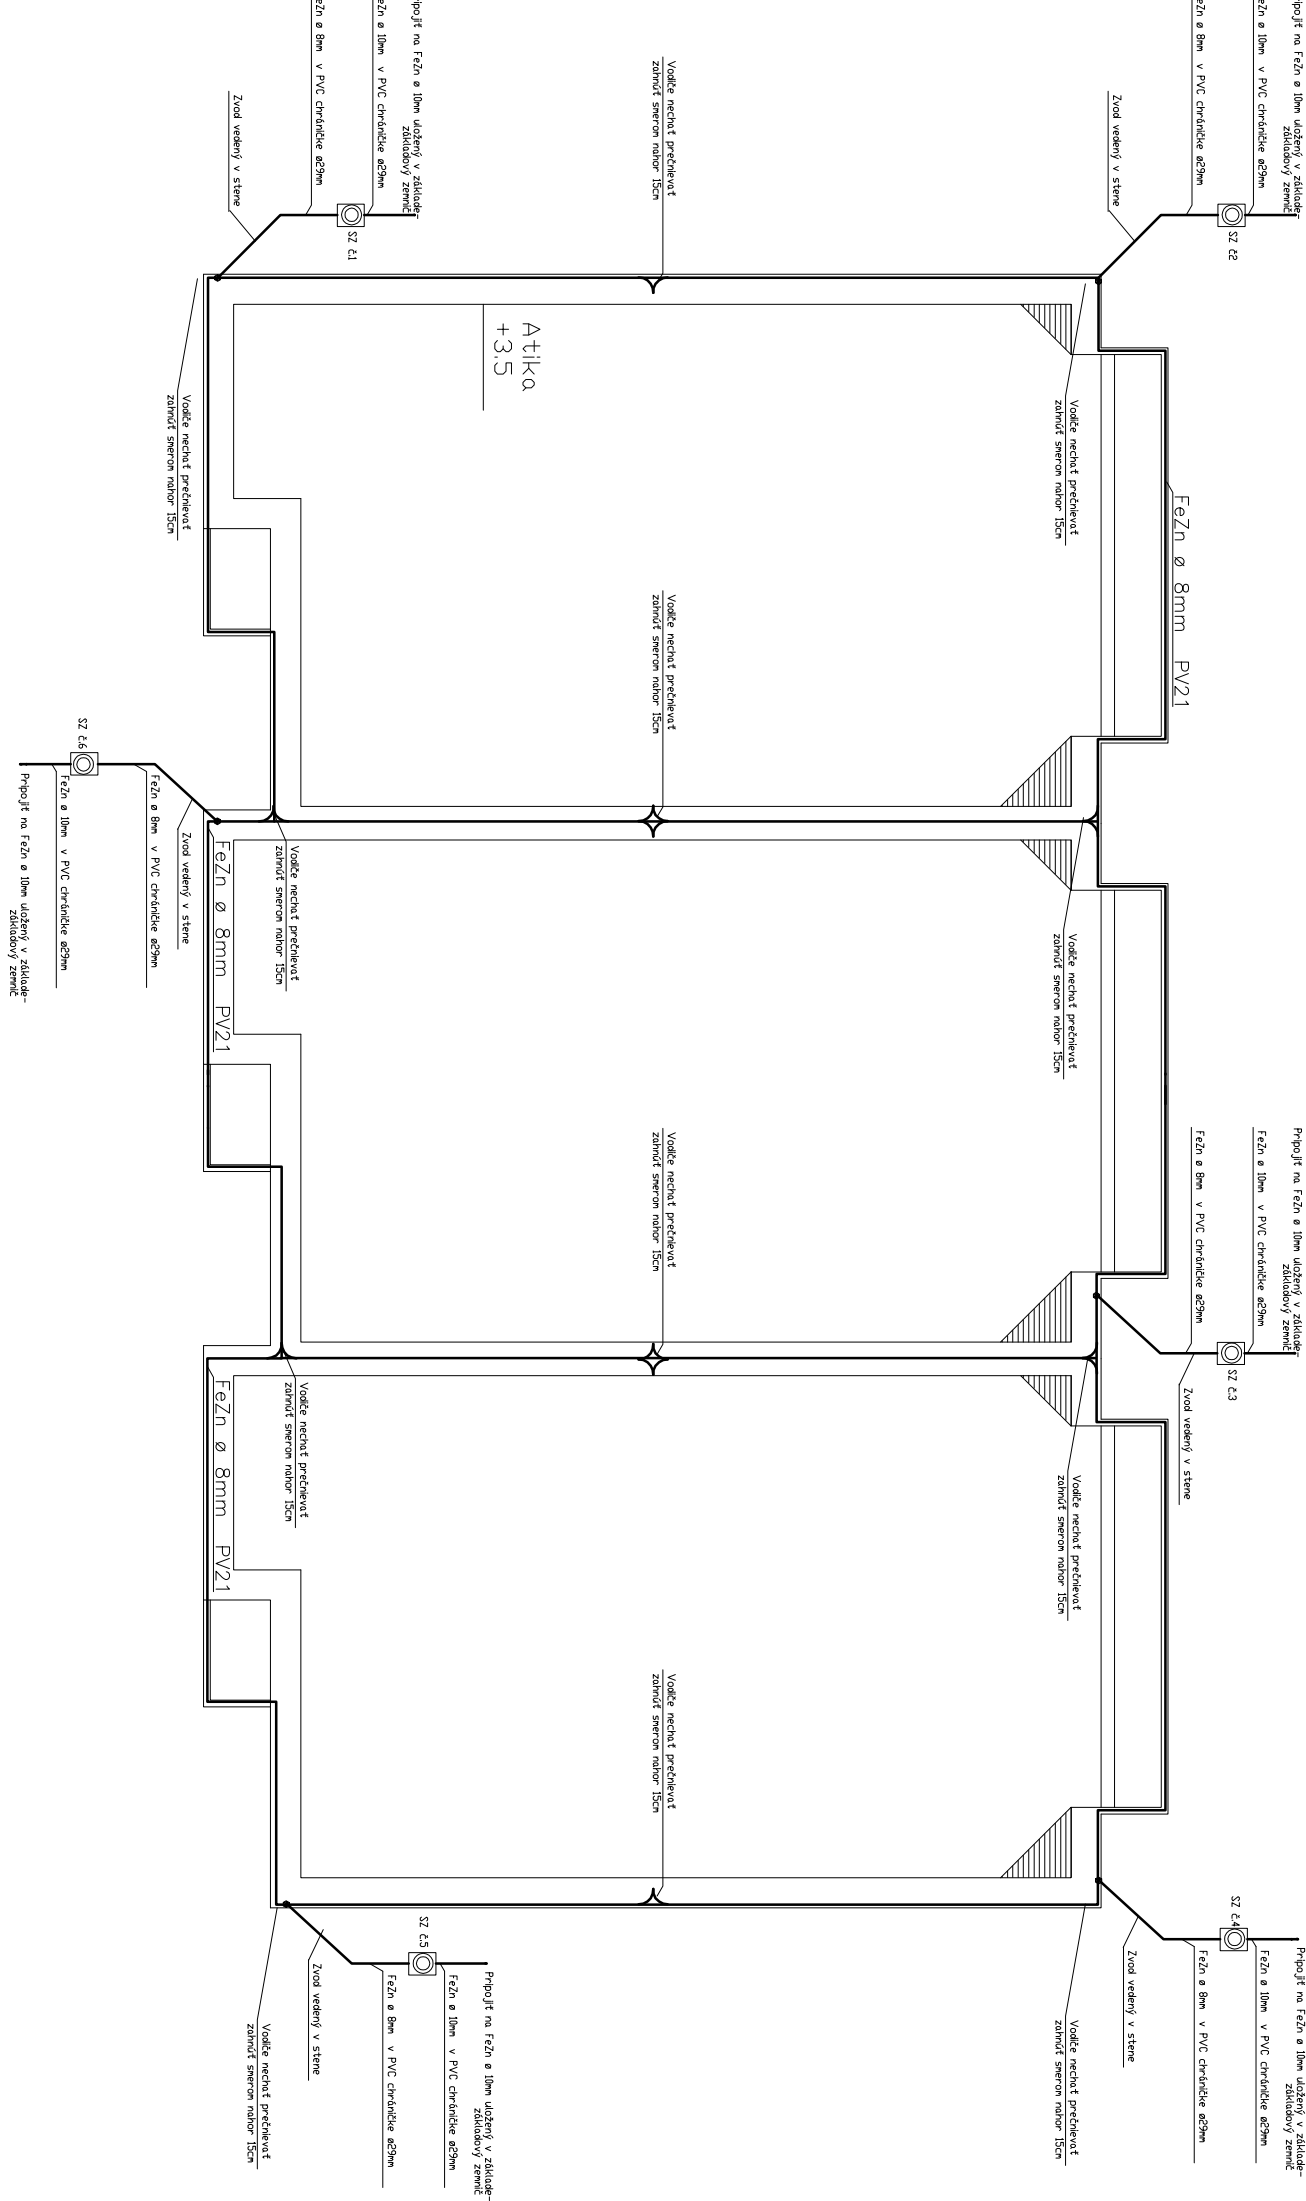 Pripojiť na FeZn ø 10mm uložený v základe-
základový zemnič
FeZn ø 10mm v PVC chráničke ø29mm
FeZn ø 8mm v PVC chráničke ø29mm
SZ č.2
Zvod vedený v stene
Vodiče nechať prečnievať
zahnúť smerom nahor 15cm
FeZn ø 8mm PV21
Pripojiť na FeZn ø 10mm uložený v základe-
základový zemnič
FeZn ø 10mm v PVC chráničke ø29mm
FeZn ø 8mm v PVC chráničke ø29mm
SZ č.3
Zvod vedený v stene
Vodiče nechať prečnievať
zahnúť smerom nahor 15cm
Vodiče nechať prečnievať
zahnúť smerom nahor 15cm
SZ č.4
Pripojiť na FeZn ø 10mm uložený v základe-
základový zemnič
FeZn ø 10mm v PVC chráničke ø29mm
FeZn ø 8mm v PVC chráničke ø29mm
Zvod vedený v stene
Vodiče nechať prečnievať
zahnúť smerom nahor 15cm
Vodiče nechať prečnievať
zahnúť smerom nahor 15cm
Vodiče nechať prečnievať
zahnúť smerom nahor 15cm
Vodiče nechať prečnievať
zahnúť smerom nahor 15cm
Vodiče nechať prečnievať
zahnúť smerom nahor 15cm
Atika
+3.5
pojiť na FeZn ø 10mm uložený v základe-
základový zemnič
eZn ø 10mm v PVC chráničke ø29mm
eZn ø 8mm v PVC chráničke ø29mm
SZ č.1
Zvod vedený v stene
Vodiče nechať prečnievať
zahnúť smerom nahor 15cm
Vodiče nechať prečnievať
zahnúť smerom nahor 15cm
FeZn ø 8mm PV21
Vodiče nechať prečnievať
zahnúť smerom nahor 15cm
FeZn ø 8mm PV21
SZ č.5
Pripojiť na FeZn ø 10mm uložený v základe-
základový zemnič
FeZn ø 10mm v PVC chráničke ø29mm
FeZn ø 8mm v PVC chráničke ø29mm
Zvod vedený v stene
Vodiče nechať prečnievať
zahnúť smerom nahor 15cm
SZ č.6
Zvod vedený v stene
FeZn ø 8mm v PVC chráničke ø29mm
FeZn ø 10mm v PVC chráničke ø29mm
Pripojiť na FeZn ø 10mm uložený v základe-
základový zemnič